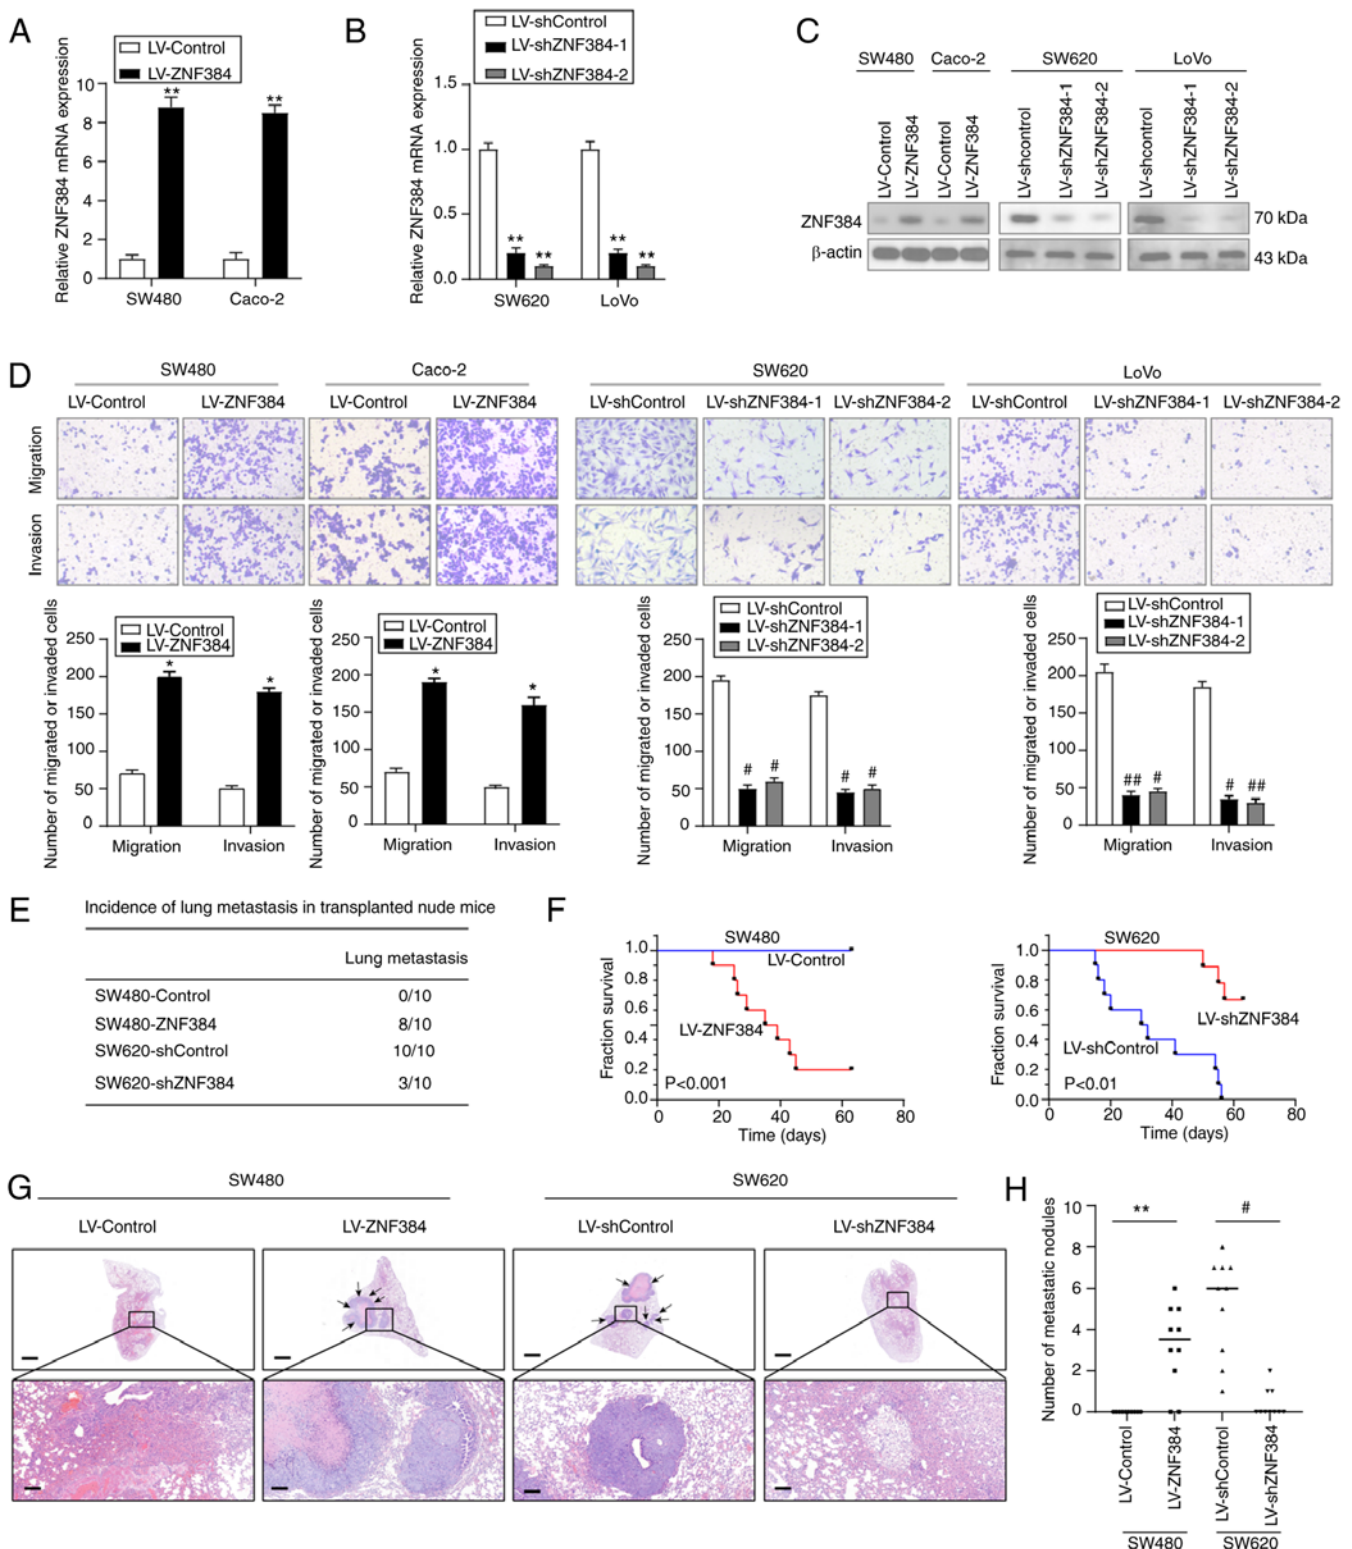 A
LV-Control
LV-ZNF384
Relative ZNF384 mRNA expression
10
8
6
4
2
0
**
**
SW480
Caco-2
B
LV-shControl
LV-shZNF384-1
LV-shZNF384-2
Relative ZNF384 mRNA expression
1.5
1.0
0.5
0.0
**
**
**
**
SW620
LoVo
C
SW480
Caco-2
SW620
LoVo
LV-Control
LV-ZNF384
LV-Control
LV-ZNF384
LV-shcontrol
LV-shZNF384-1
LV-shZNF384-2
LV-shcontrol
LV-shZNF384-1
LV-shZNF384-2
ZNF384
70 kDa
β-actin
43 kDa
D
SW480
Caco-2
SW620
LoVo
LV-Control
LV-ZNF384
LV-Control
LV-ZNF384
LV-shControl
LV-shZNF384-1
LV-shZNF384-2
LV-shControl
LV-shZNF384-1
LV-shZNF384-2
Migration
Invasion
LV-Control
LV-ZNF384
Number of migrated or invaded cells
250
200
150
100
50
0
*
*
Migration
Invasion
LV-Control
LV-ZNF384
Number of migrated or invaded cells
250
200
150
100
50
0
*
*
Migration
Invasion
LV-shControl
LV-shZNF384-1
LV-shZNF384-2
Number of migrated or invaded cells
250
200
150
100
50
0
#
#
#
#
Migration
Invasion
LV-shControl
LV-shZNF384-1
LV-shZNF384-2
Number of migrated or invaded cells
250
200
150
100
50
0
##
#
#
##
Migration
Invasion
E
Incidence of lung metastasis in transplanted nude mice
Lung metastasis
SW480-Control 0/10
SW480-ZNF384 8/10
SW620-shControl 10/10
SW620-shZNF384 3/10
F
SW480
LV-Control
LV-ZNF384
P<0.001
Fraction survival
1.0
0.8
0.6
0.4
0.2
0.0
0 20 40 60 80
Time (days)
SW620
LV-shZNF384
LV-shControl
P<0.01
Fraction survival
1.0
0.8
0.6
0.4
0.2
0.0
0 20 40 60 80
Time (days)
G
SW480
SW620
LV-Control
LV-ZNF384
LV-shControl
LV-shZNF384
H
Number of metastatic nodules
10
8
6
4
2
0
**
#
LV-Control
LV-ZNF384
LV-shControl
LV-shZNF384
SW480
SW620